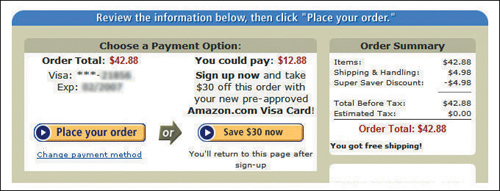 Review the information below, then click "Place your order."
Choose a Payment Option:
Order Total: $42.88
Visa: ***-
Exp: 02/2007
Place your order
Change payment method
or
You could pay: $12.88
Sign up now and take
$30 off this order with
your new pre-approved
Amazon.com Visa Card!
Save $30 now
You'll return to this page after
sign-up
Order Summary
Items: $42.88
Shipping & Handling: $4.98
Super Saver Discount: -$4.98
Total Before Tax: $42.88
Estimated Tax: $0.00
Order Total: $42.88
You got free shipping!